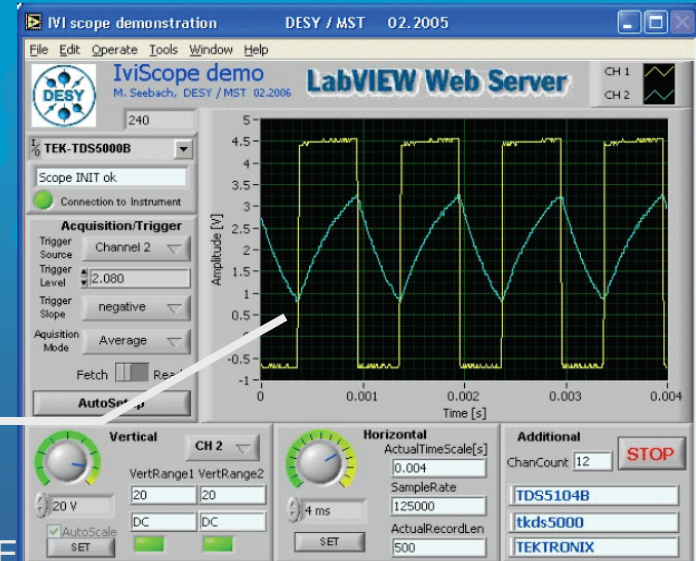 IVI scope demonstration DESY / MST 02.2005
File Edit Operate Tools Window Help
DESY
IviScope demo
M. Seebach, DESY / MST 02.2006
LabVIEW Web Server
CH 1
CH 2
240
I/O TEK-TDS5000B
Scope INIT ok
Connection to Instrument
Acquisition/Trigger
Trigger Source Channel 2
Trigger Level 2.080
Trigger Slope negative
Aquisition Mode Average
Fetch
AutoSetup
Amplitude [V]
5
4.5
4
3.5
3
2.5
2
1.5
1
0.5
-0.5
-1
0 0.001 0.002 0.003 0.004
Time [s]
Vertical
CH 2
VertRange1 VertRange2
20 V
20 20
DC DC
AutoScale
SET
Horizontal
4 ms
SET
ActualTimeScale[s]
0.004
SampleRate
125000
ActualRecordLen
500
Additional
ChanCount 12
STOP
TDS5104B
tkds5000
TEKTRONIX